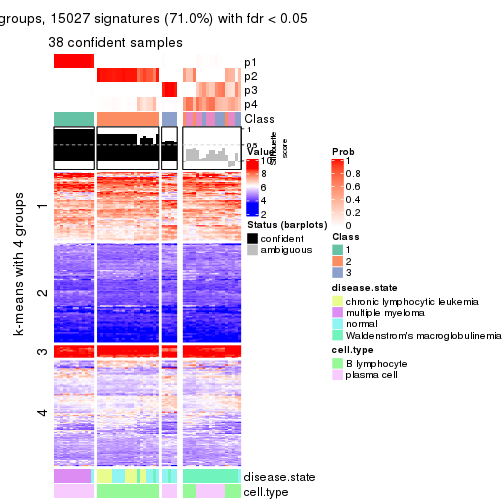 groups, 15027 signatures (71.0%) with fdr < 0.05
38 confident samples
p1
p2
p3
p4
Class
1
0.5
0
Silhouette
score
k-means with 4 groups
1
2
3
4
disease.state
cell.type
Value
10
8
6
4
2
Status (barplots)
confident
ambiguous
Prob
1
0.8
0.6
0.4
0.2
0
Class
1
2
3
disease.state
chronic lymphocytic leukemia
multiple myeloma
normal
Waldenstrom's macroglobulinemia
cell.type
B lymphocyte
plasma cell